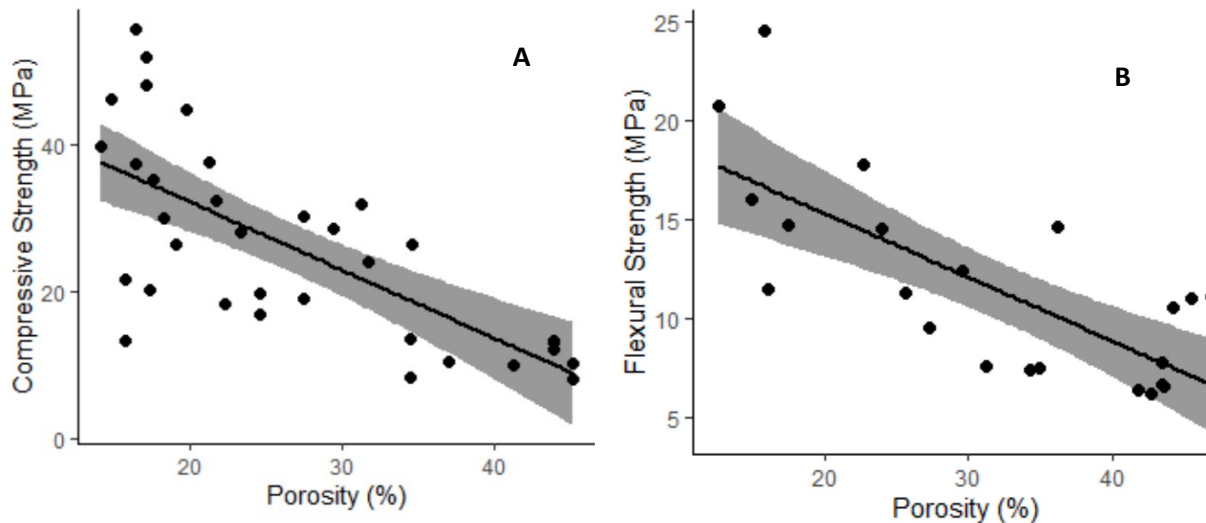 A
Compressive Strength (MPa)
40
20
0
20 30 40
Porosity (%)
B
Flexural Strength (MPa)
25
20
15
10
5
20 30 40
Porosity (%)